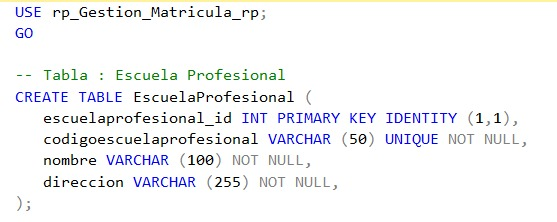 USE rp_Gestion_Matricula_rp;
GO
-- Tabla : Escuela Profesional
CREATE TABLE EscuelaProfesional (
escuelaprofesional_id INT PRIMARY KEY IDENTITY (1,1),
codigoescuelaprofesional VARCHAR (50) UNIQUE NOT NULL,
nombre VARCHAR (100) NOT NULL,
direccion VARCHAR (255) NOT NULL,
);